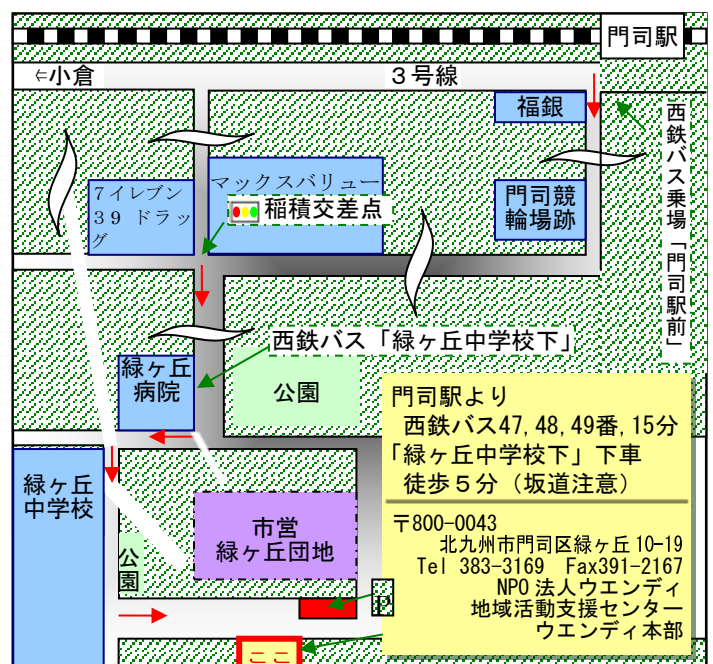 門司駅
⇐小倉
３号線
福銀
西鉄バス乗場「門司駅前」
7イレブン
39 ドラッ
グ
マックスバリュー
稲積交差点
門司競
輪場跡
西鉄バス「緑ヶ丘中学校下」
緑ヶ丘
病院
公園
門司駅より
西鉄バス47,48,49番,15分
「緑ヶ丘中学校下」下車
徒歩５分（坂道注意）
緑ヶ丘
中学校
市営
緑ヶ丘団地
公
園
〒800-0043
北九州市門司区緑ヶ丘10-19
Tel 383-3169 Fax391-2167
NPO法人ウエンディ
地域活動支援センター
ウエンディ本部
P
ここ